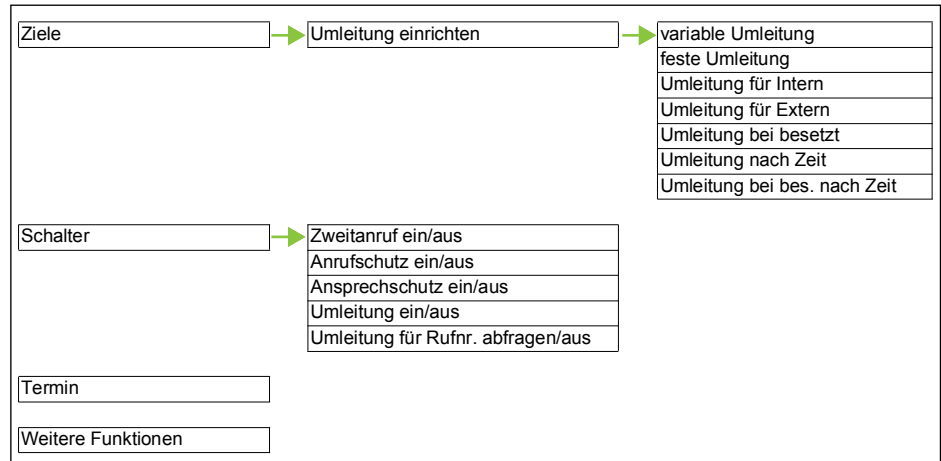 Ziele
Umleitung einrichten
variable Umleitung
feste Umleitung
Umleitung für Intern
Umleitung für Extern
Umleitung bei besetzt
Umleitung nach Zeit
Umleitung bei bes. nach Zeit
Schalter
Zweitanruf ein/aus
Anrufschutz ein/aus
Ansprechschutz ein/aus
Umleitung ein/aus
Umleitung für Rufnr. abfragen/aus
Termin
Weitere Funktionen